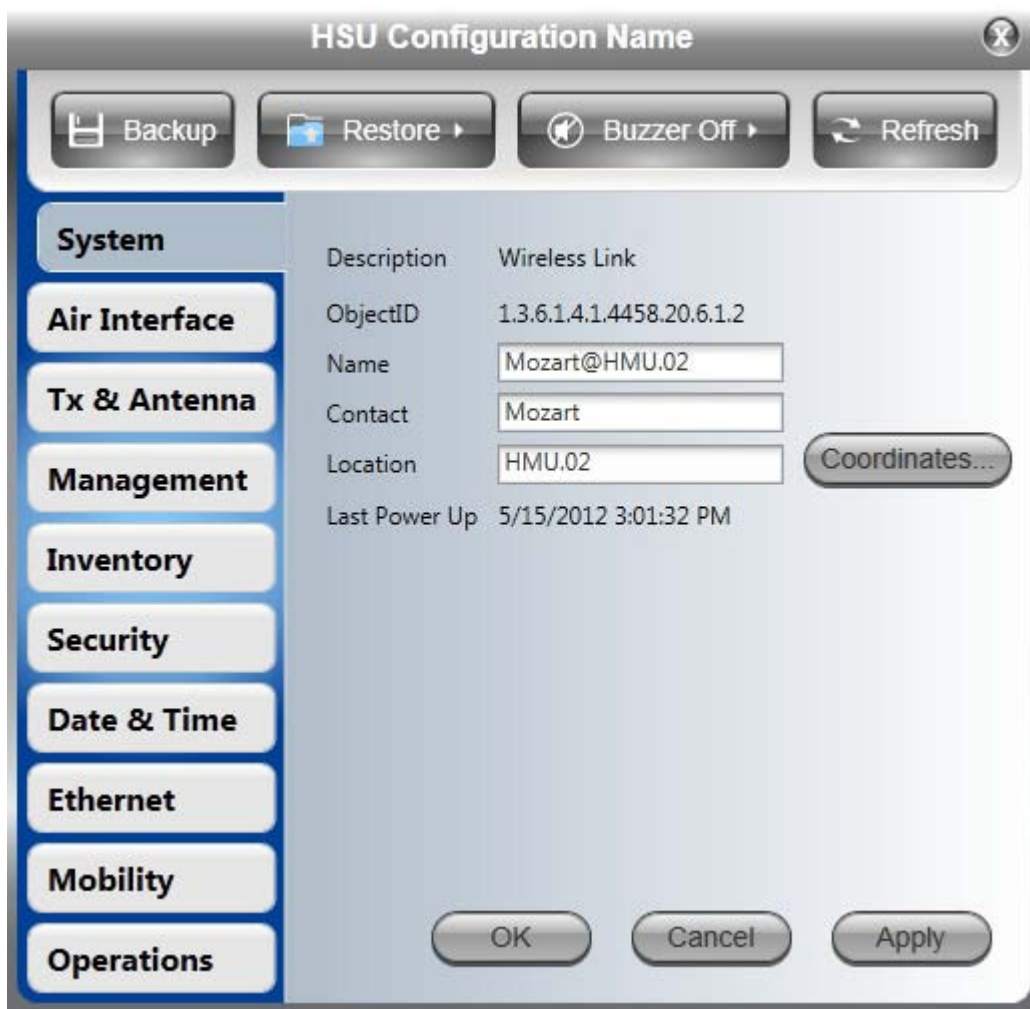 HSU Configuration Name
X
Backup
Restore
Buzzer Off
Refresh
System
Air Interface
Tx & Antenna
Management
Inventory
Security
Date & Time
Ethernet
Mobility
Operations
Description Wireless Link
ObjectID 1.3.6.1.4.1.4458.20.6.1.2
Name Mozart@HMU.02
Contact Mozart
Location HMU.02 Coordinates...
Last Power Up 5/15/2012 3:01:32 PM
OK Cancel Apply